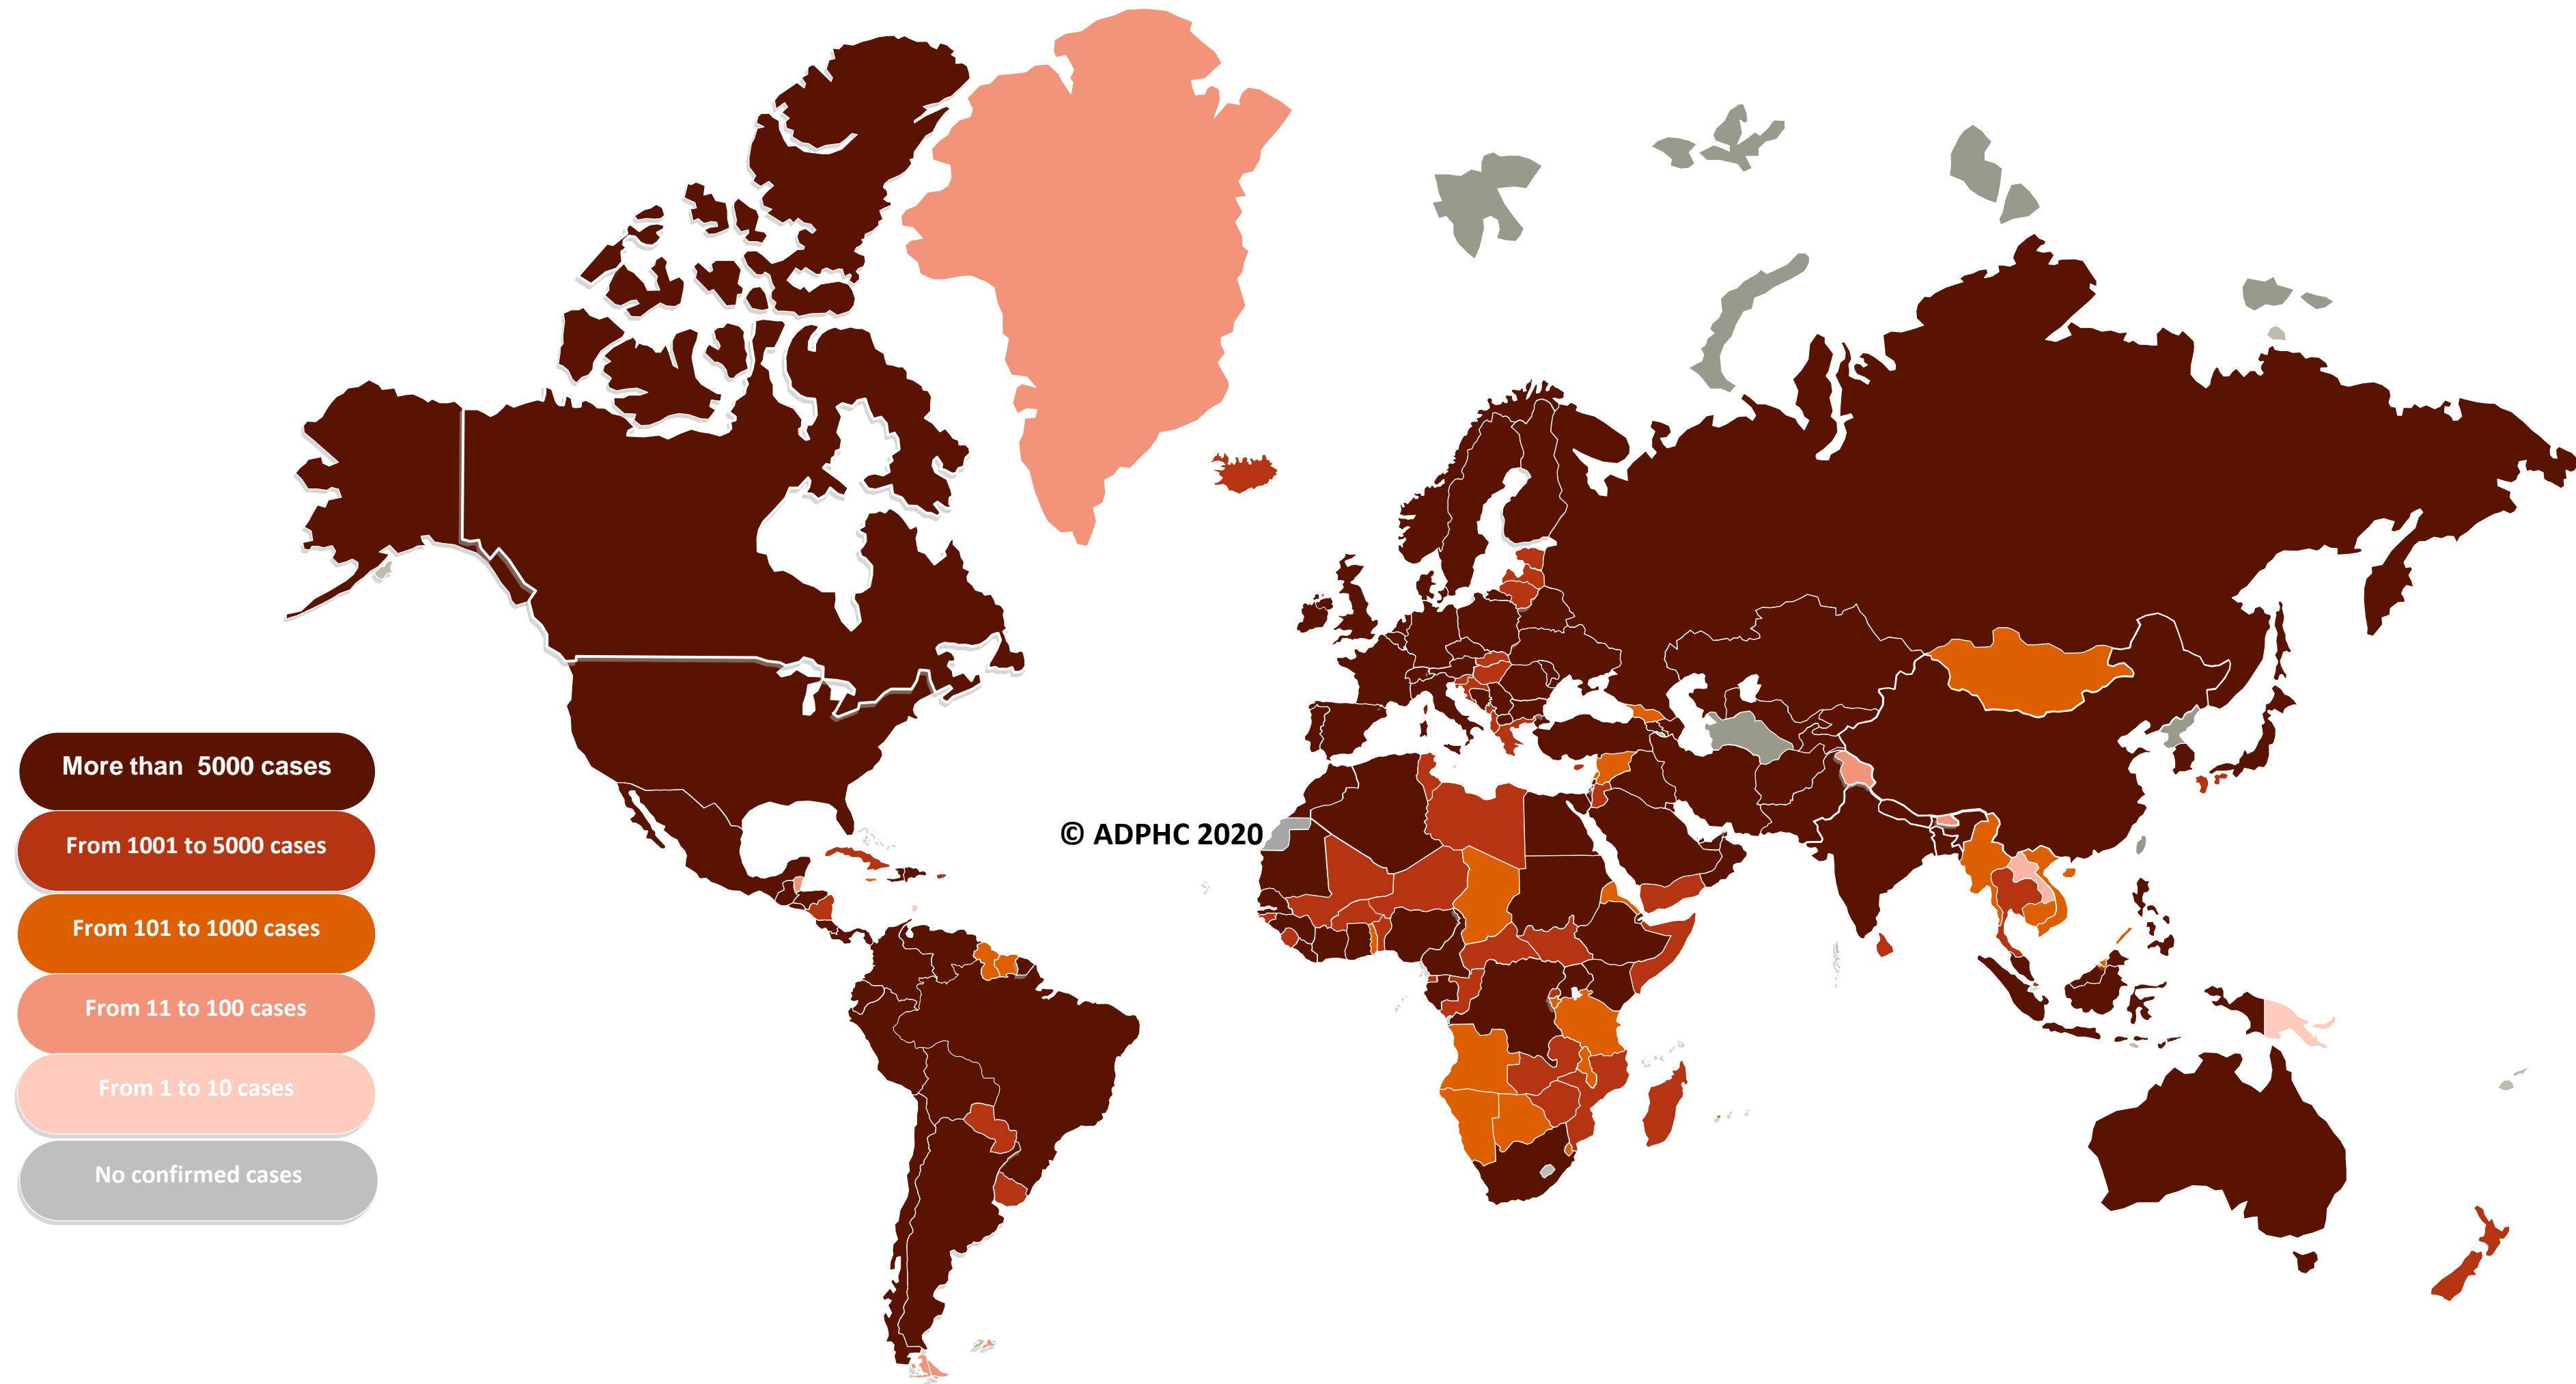 More than 5000 cases
From 1001 to 5000 cases
© ADPHC 2020
From 101 to 1000 cases
From 11 to 100 cases
From 1 to 10 cases
No confirmed cases